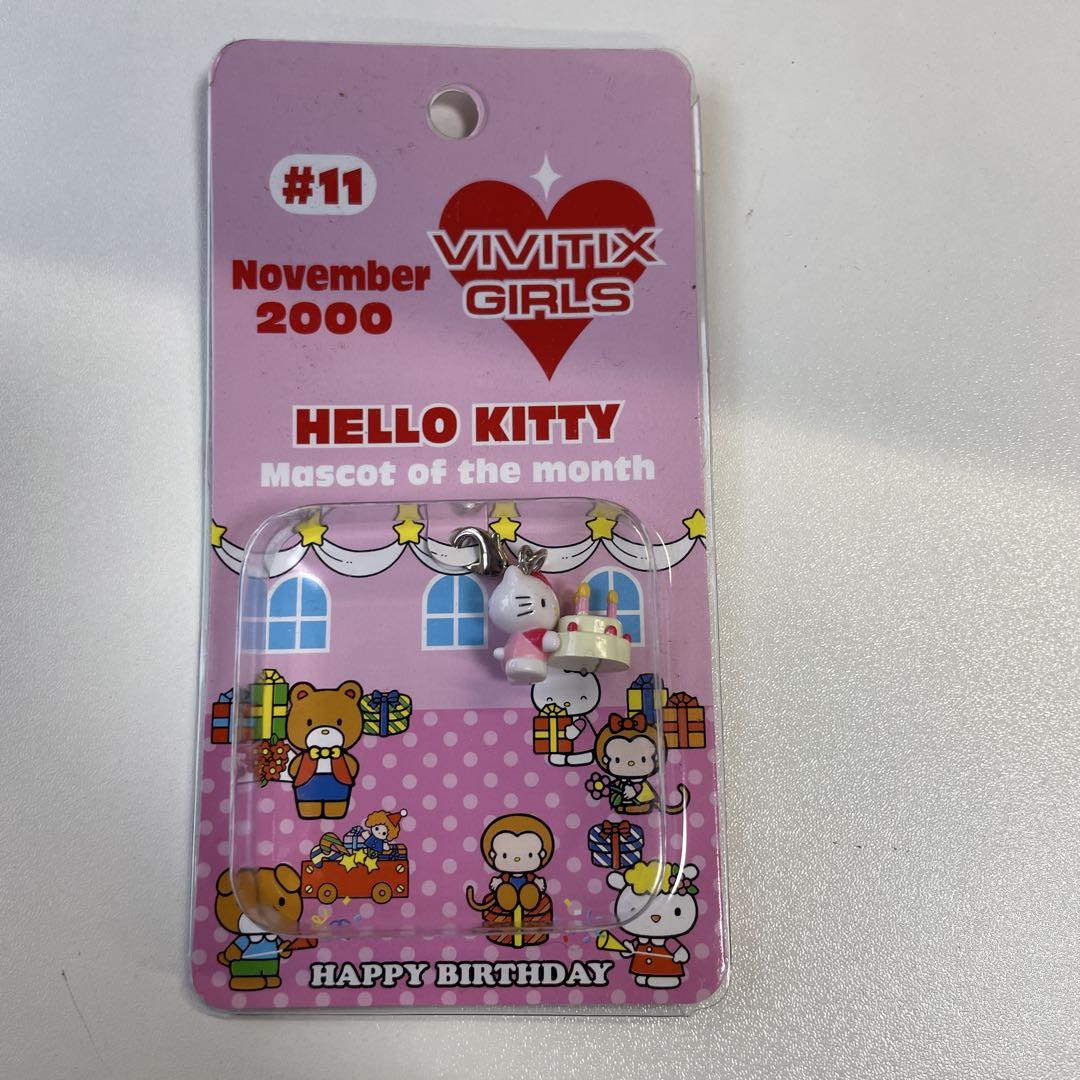 #11
VIVITIX
GIRLS
November
2000
HELLO KITTY
Mascot of the month
HAPPY BIRTHDAY